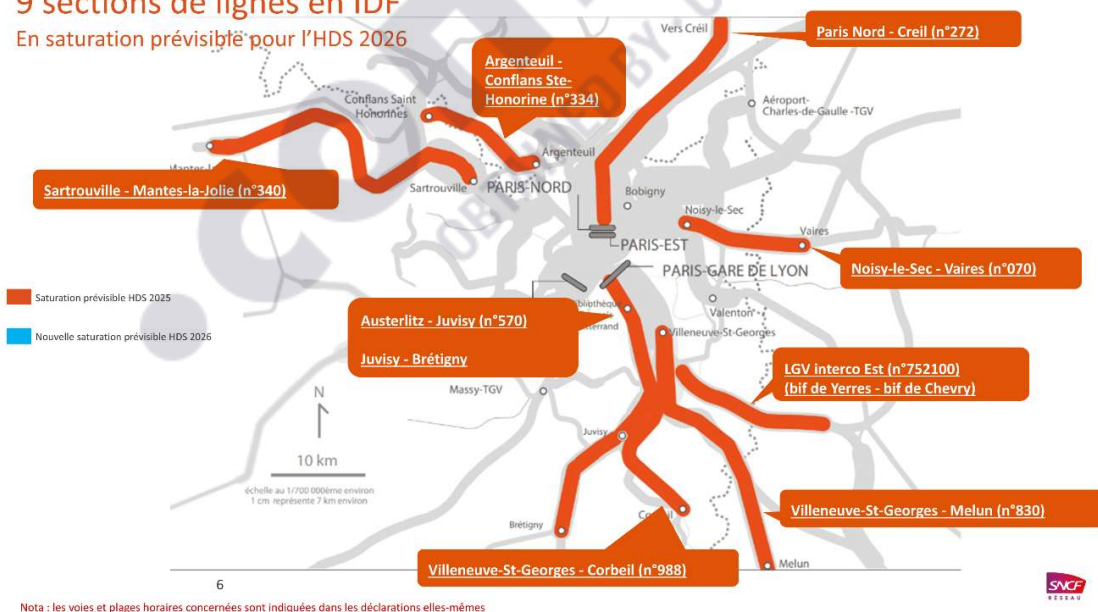 9 sections de lignes en IDF
En saturation prévisible pour l'HDS 2026
Vers Créil
Paris Nord - Creil (n°272)
Argenteuil -
Conflans Ste-
Honorine (n°334)
Conflans Saint
Honorines
Aéroport-
Charles-de-Gaulle -TGV
Argenteuil
Mantes-la-
Sartrouville - Mantes-la-Jolie (n°340)
Sartrouville
PARIS-NORD
Bobigny
Noisy-le-Sec
Vaires
PARIS-EST
PARIS-GARE DE LYON
Noisy-le-Sec - Vaires (n°070)
Saturation prévisible HDS 2025
Nouvelle saturation prévisible HDS 2026
Austerlitz - Juvisy (n°570)
Juvisy - Brétigny
Valenton
Villeneuve-St-Georges
LGV interco Est (n°752100)
(bif de Yerres - bif de Chevry)
Massy-TGV
N
Juvisy
10 km
échelle au 1/700 000ème environ
1 cm représente 7 km environ
Villeneuve-St-Georges - Melun (n°830)
Brétigny
Villeneuve-St-Georges - Corbeil (n°988)
Melun
6
SNCF
RÉSEAU
Nota : les voies et plages horaires concernées sont indiquées dans les déclarations elles-mêmes